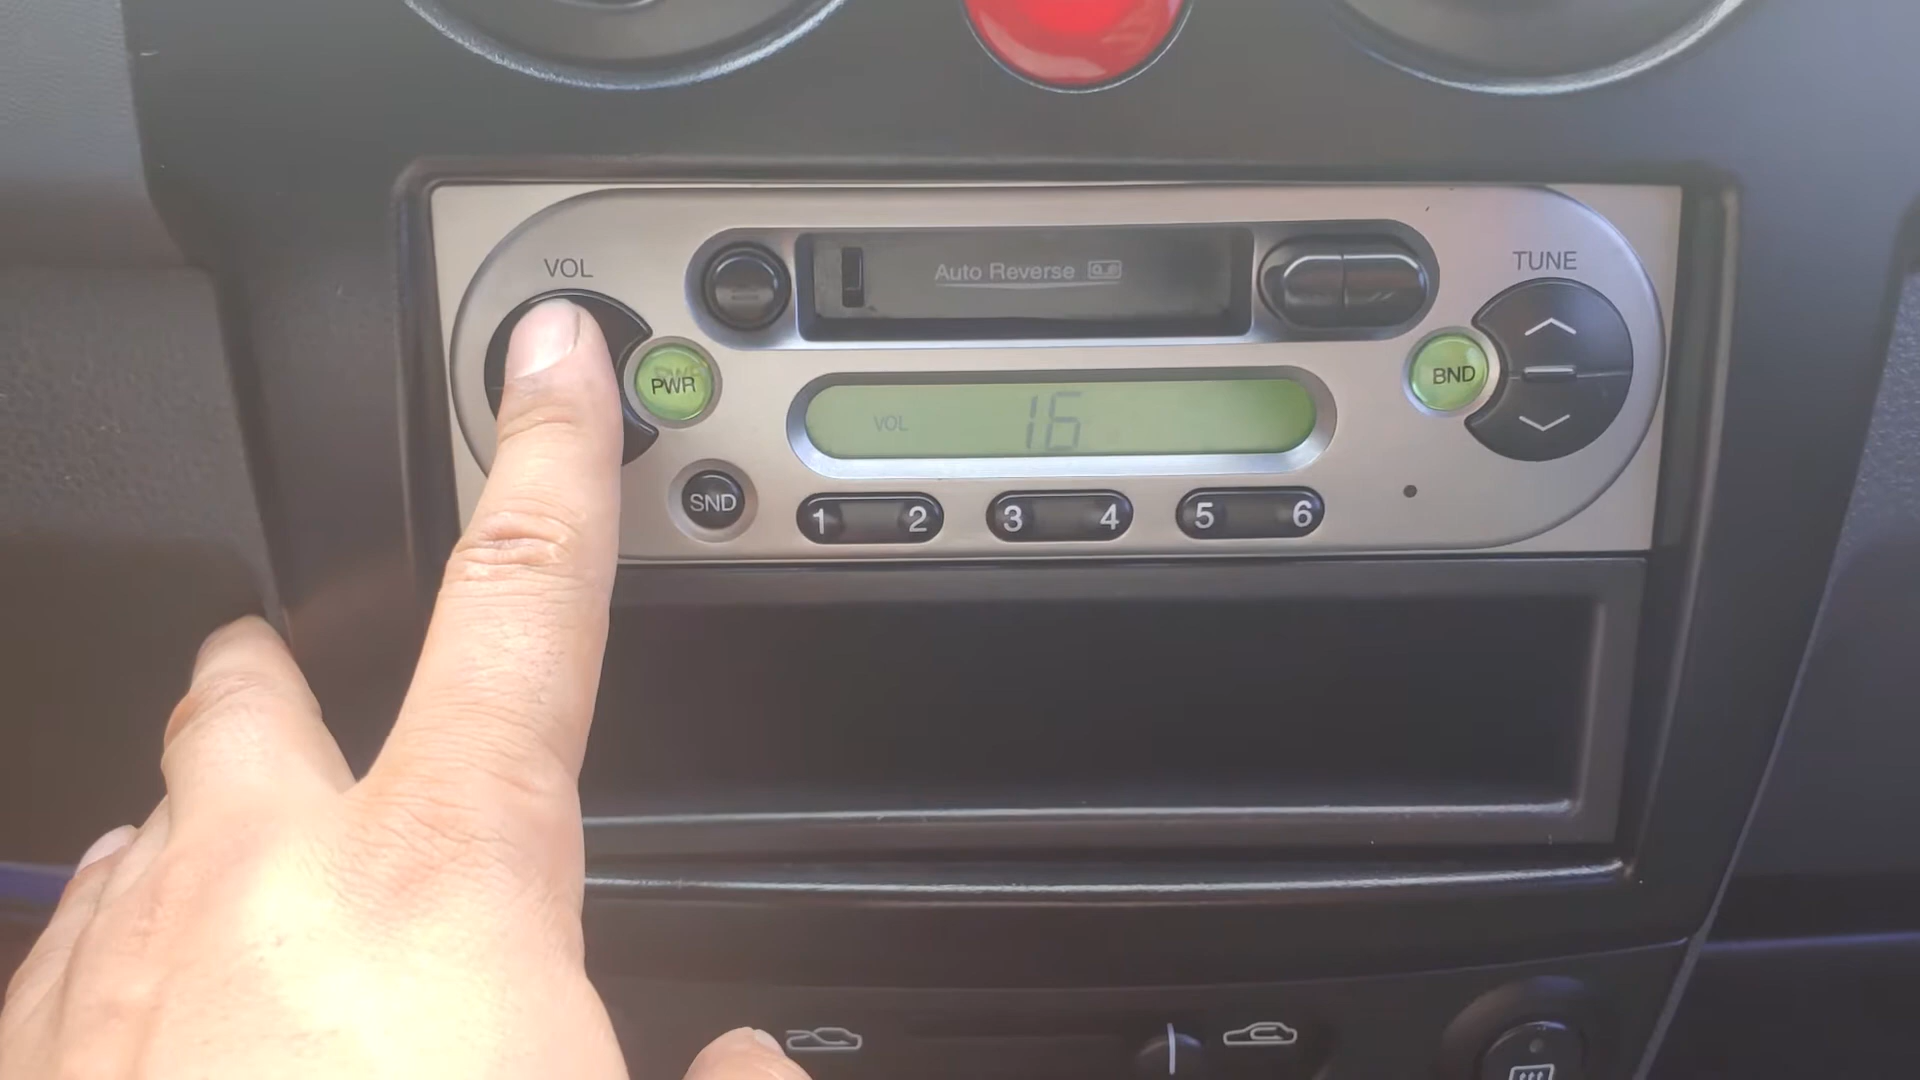 VOL
Auto Reverse
TUNE
PWR
BND
VOL 16
SND
1 2 3 4 5 6